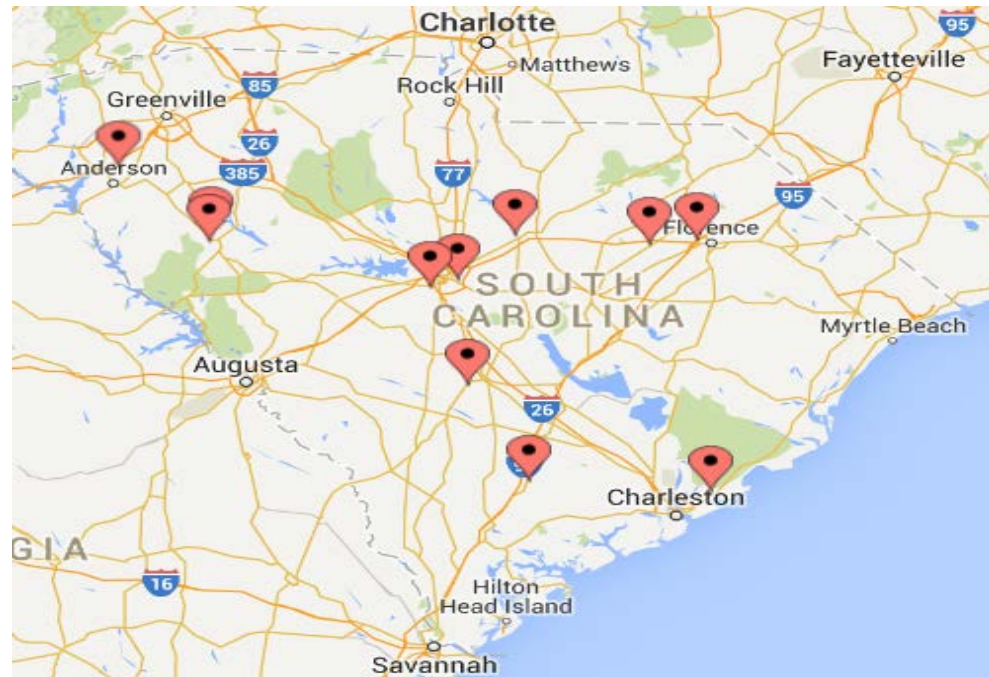 Charlotte
95
Matthews
Fayetteville
85
Rock Hill
Greenville
26
Anderson
385
77
95
Florence
SOUTH
CAROLINA
Myrtle Beach
Augusta
26
Charleston
GIA
16
Hilton
Head Island
Savannah